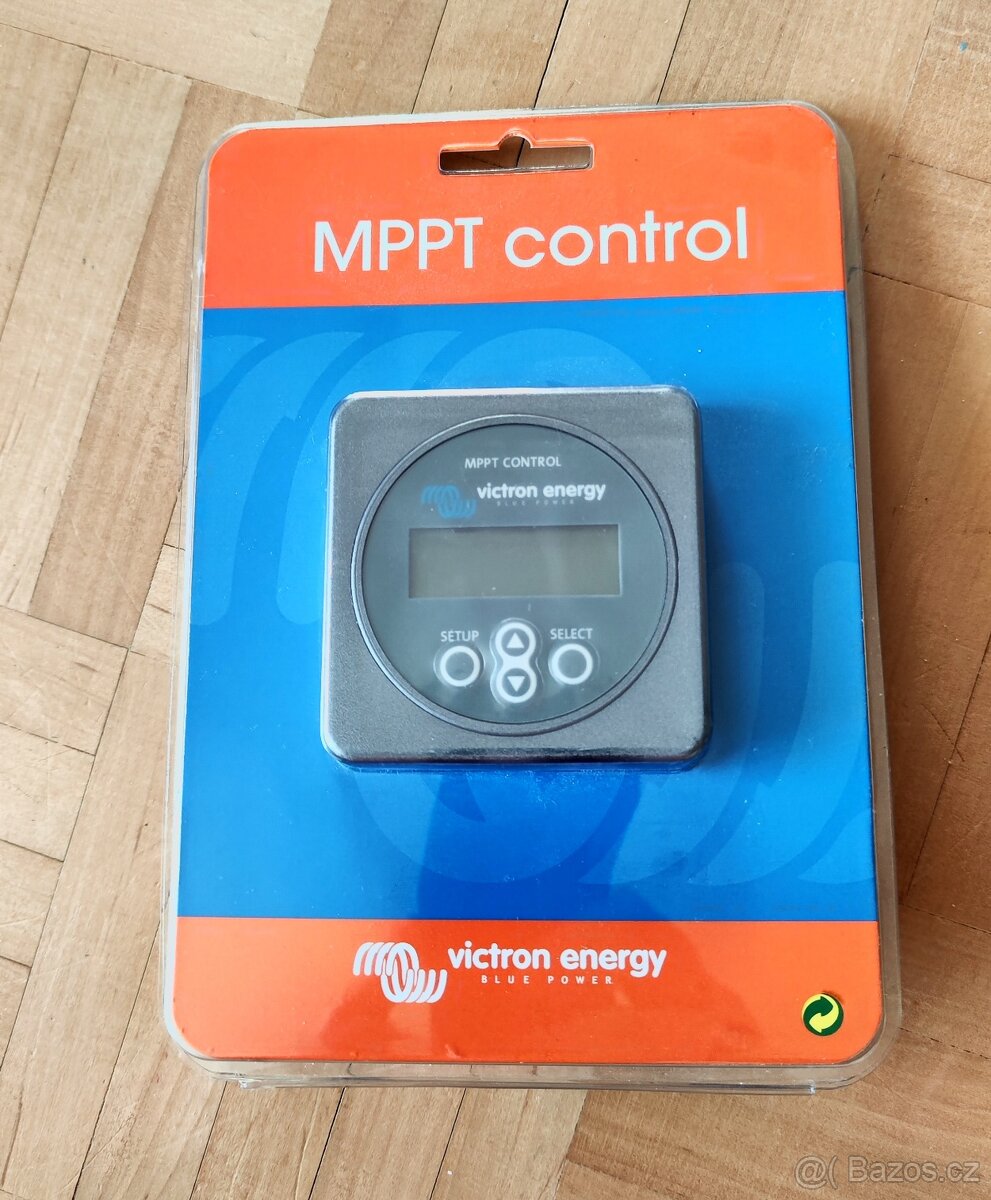 MPPT control
MPPT CONTROL
victron energy
BLUE POWER
SETUP
SELECT
victron energy
BLUE POWER
@( Bazos.cz